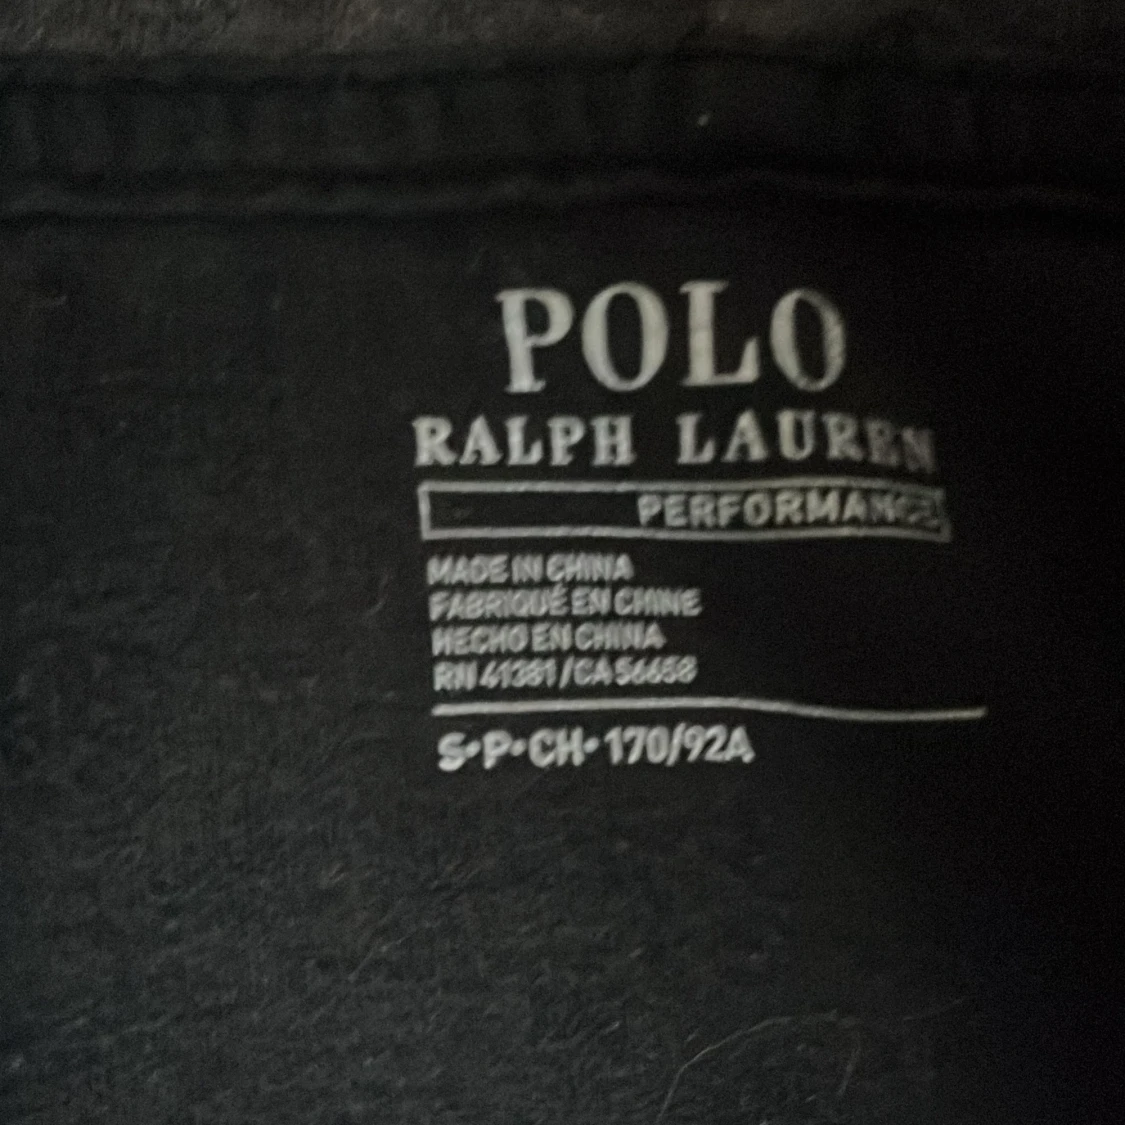 POLO
RALPH LAUREN
PERFORMANCE
MADE IN CHINA
FABRIQUÉ EN CHINE
HECHO EN CHINA
RN 41381 / CA 56658
S•P•CH•170/92A